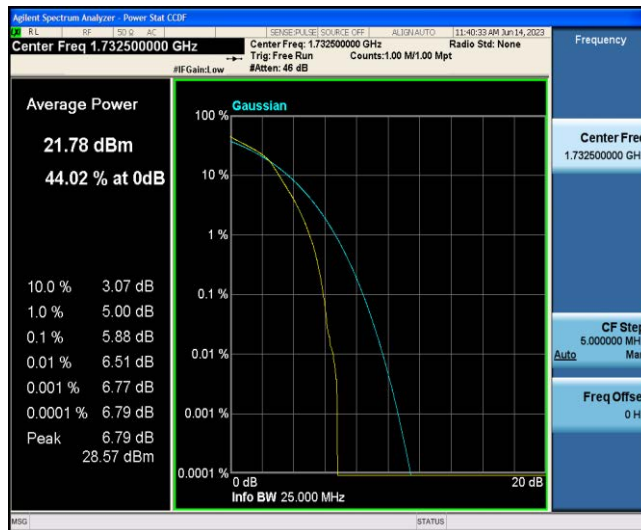 Agilent Spectrum Analyzer - Power Stat CCDF
RL RF 50 Ω AC SENSE:PULSE SOURCE OFF ALIGNAUTO 11:40:33 AM Jun 14, 2023
Center Freq 1.732500000 GHz
Center Freq: 1.732500000 GHz Radio Std: None
Trig: Free Run Counts:1.00 M/1.00 Mpt
#IFGain:Low #Atten: 46 dB
Frequency
Average Power
21.78 dBm
44.02 % at 0dB
10.0 % 3.07 dB
1.0 % 5.00 dB
0.1 % 5.88 dB
0.01 % 6.51 dB
0.001 % 6.77 dB
0.0001 % 6.79 dB
Peak 6.79 dB
28.57 dBm
Gaussian
100 %
10 %
1 %
0.1 %
0.01 %
0.001 %
0.0001 %
0 dB 20 dB
Info BW 25.000 MHz
Center Freq
1.732500000 GH
CF Step
5.000000 MH
Auto Ma
Freq Offse
0 H
MSG STATUS